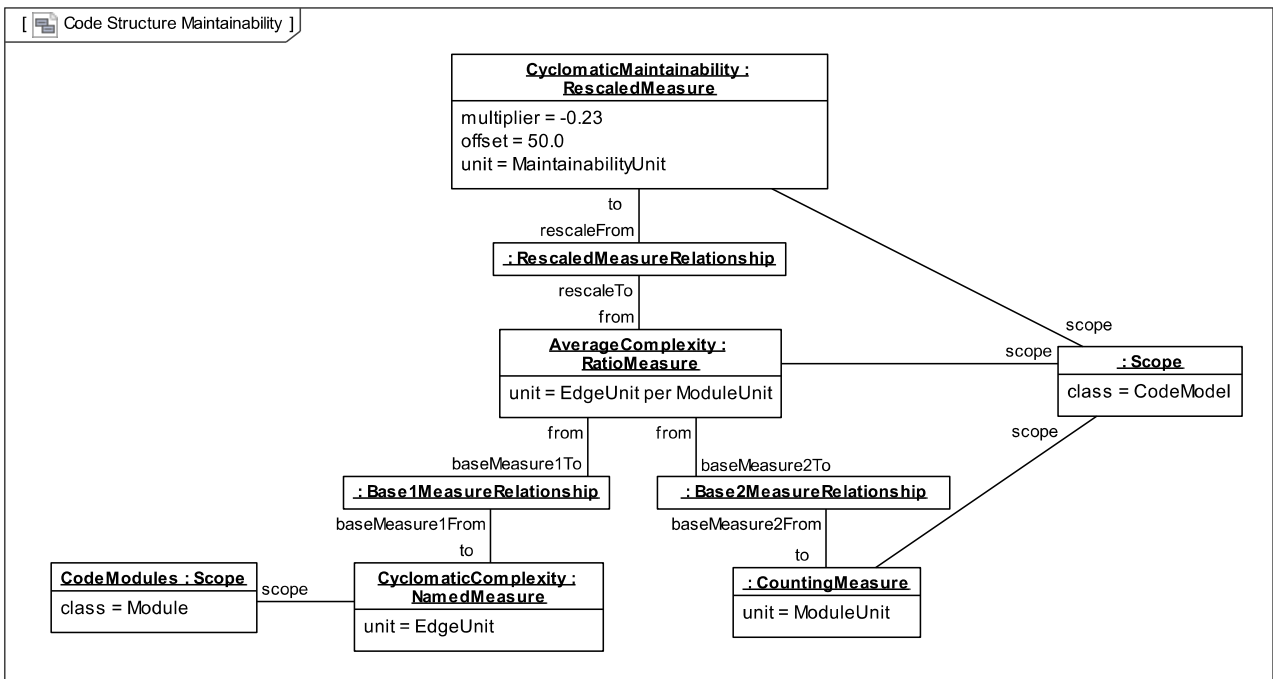 [ Code Structure Maintainability ]
CyclomaticMaintainability :
RescaledMeasure
multiplier = -0.23
offset = 50.0
unit = MaintainabilityUnit
to
rescaleFrom
: RescaledMeasureRelationship
rescaleTo
from
scope
AverageComplexity :
RatioMeasure
unit = EdgeUnit per ModuleUnit
scope
: Scope
class = CodeModel
from
from
scope
baseMeasure1To
baseMeasure2To
: Base1MeasureRelationship
: Base2MeasureRelationship
baseMeasure1From
baseMeasure2From
to
to
CodeModules : Scope
class = Module
scope
CyclomaticComplexity :
NamedMeasure
unit = EdgeUnit
: CountingMeasure
unit = ModuleUnit